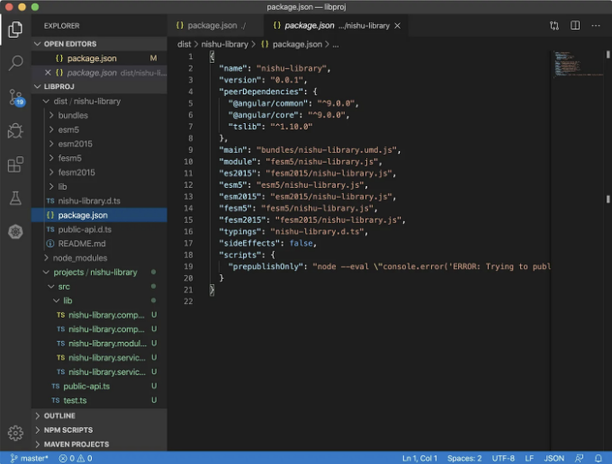 package.json — libproj
EXPLORER
OPEN EDITORS
package.json M
package.json dist/nishu-li...
LIBPROJ
dist / nishu-library
bundles
esm5
esm2015
fesm5
fesm2015
lib
TS nishu-library.d.ts
{} package.json
TS public-api.d.ts
README.md
node_modules
projects / nishu-library
src
lib
TS nishu-library.comp... U
TS nishu-library.comp... U
TS nishu-library.modul... U
TS nishu-library.servic... U
TS nishu-library.servic... U
TS public-api.ts U
TS test.ts U
OUTLINE
NPM SCRIPTS
MAVEN PROJECTS
19
{} package.json ./
{} package.json .../nishu-library
dist > nishu-library > {} package.json > ...
1 {
2 "name": "nishu-library",
3 "version": "0.0.1",
4 "peerDependencies": {
5 "@angular/common": "^9.0.0",
6 "@angular/core": "^9.0.0",
7 "tslib": "^1.10.0"
8 },
9 "main": "bundles/nishu-library.umd.js",
10 "module": "fesm5/nishu-library.js",
11 "es2015": "fesm2015/nishu-library.js",
12 "esm5": "esm5/nishu-library.js",
13 "esm2015": "esm2015/nishu-library.js",
14 "fesm5": "fesm5/nishu-library.js",
15 "fesm2015": "fesm2015/nishu-library.js",
16 "typings": "nishu-library.d.ts",
17 "sideEffects": false,
18 "scripts": {
19 "prepublishOnly": "node --eval \"console.error('ERROR: Trying to publ
20 }
21 }
22
master* 0 0 Ln 1, Col 1 Spaces: 2 UTF-8 LF JSON